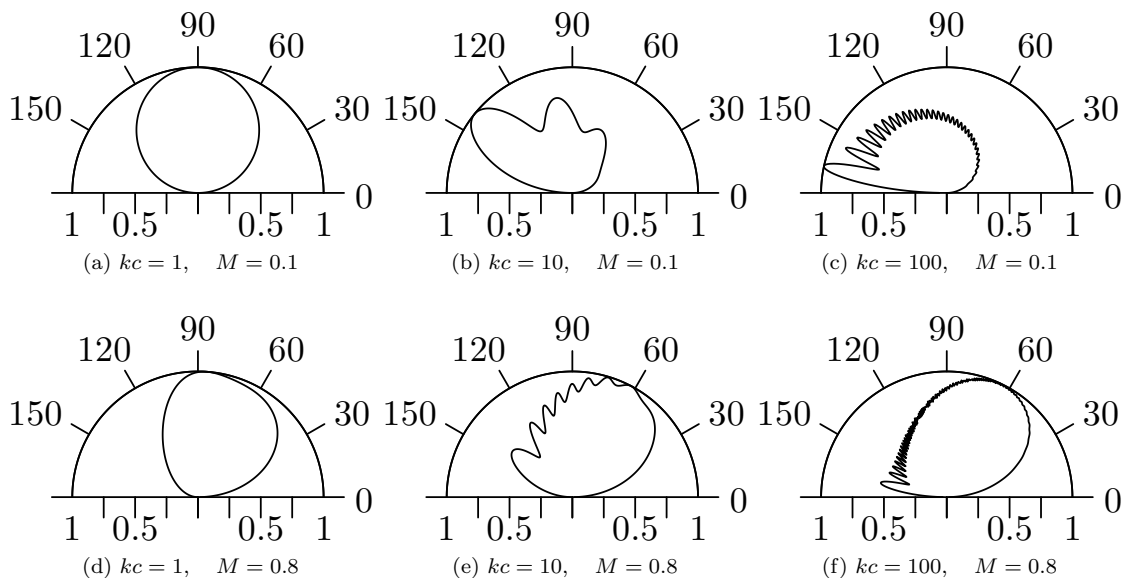 90 90 90
120 60 120 60 120 60
150 30 150 30 150 30
0 0 0
1 0.5 0.5 1 1 0.5 0.5 1 1 0.5 0.5 1
(a) kc = 1, M = 0.1 (b) kc = 10, M = 0.1 (c) kc = 100, M = 0.1
90 90 90
120 60 120 60 120 60
150 30 150 30 150 30
0 0 0
1 0.5 0.5 1 1 0.5 0.5 1 1 0.5 0.5 1
(d) kc = 1, M = 0.8 (e) kc = 10, M = 0.8 (f) kc = 100, M = 0.8